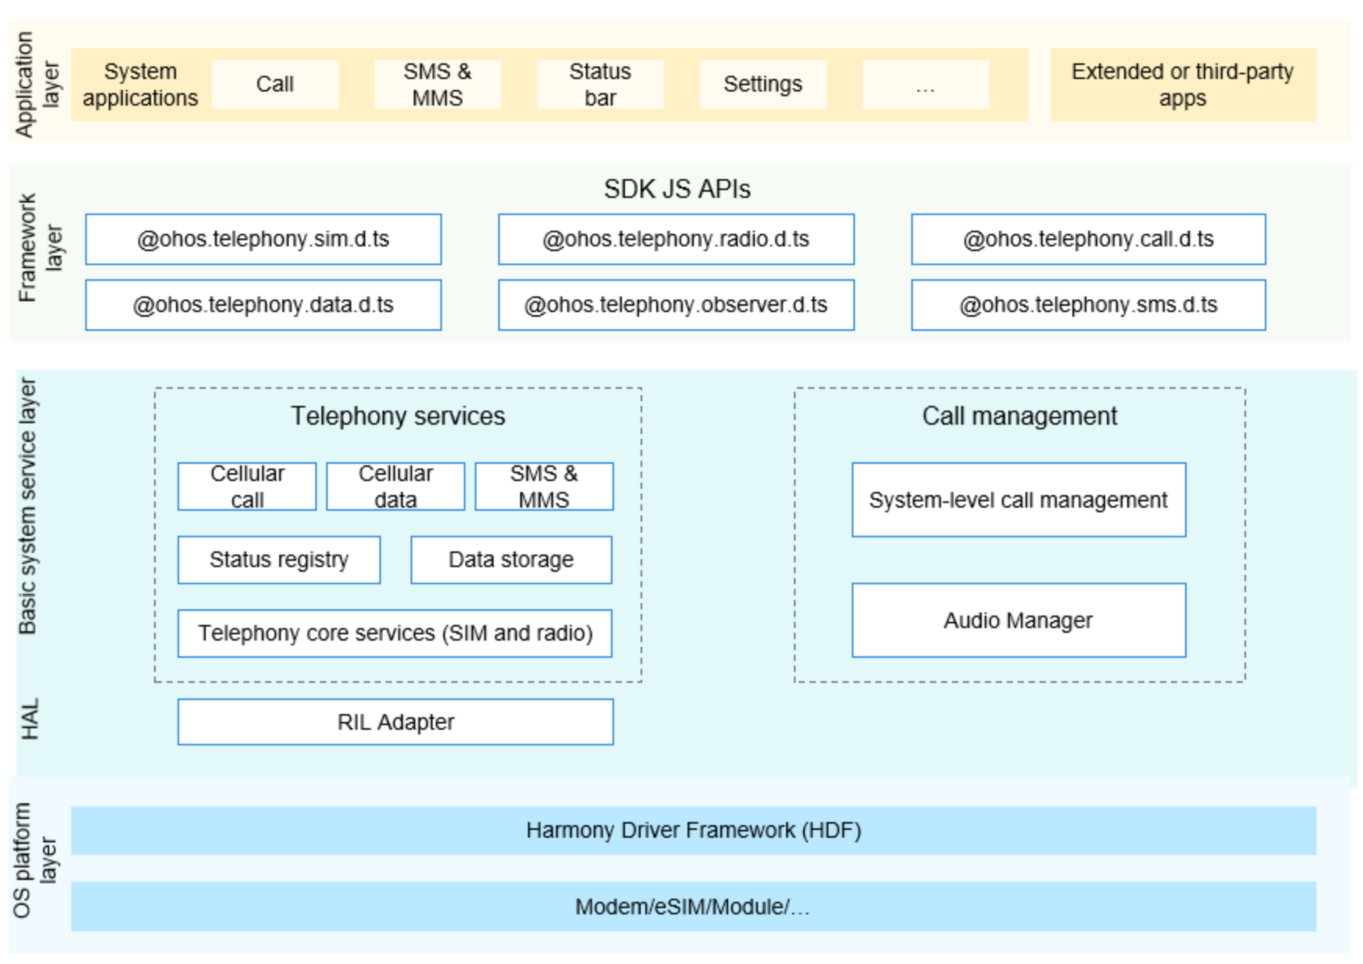 Application
layer
System
applications
Call
SMS &
MMS
Status
bar
Settings
...
Extended or third-party
apps
Framework
layer
SDK JS APIs
@ohos.telephony.sim.d.ts
@ohos.telephony.radio.d.ts
@ohos.telephony.call.d.ts
@ohos.telephony.data.d.ts
@ohos.telephony.observer.d.ts
@ohos.telephony.sms.d.ts
Basic system service layer
Telephony services
Cellular
call
Cellular
data
SMS &
MMS
Status registry
Data storage
Telephony core services (SIM and radio)
Call management
System-level call management
Audio Manager
HAL
RIL Adapter
OS platform
layer
Harmony Driver Framework (HDF)
Modem/eSIM/Module/...